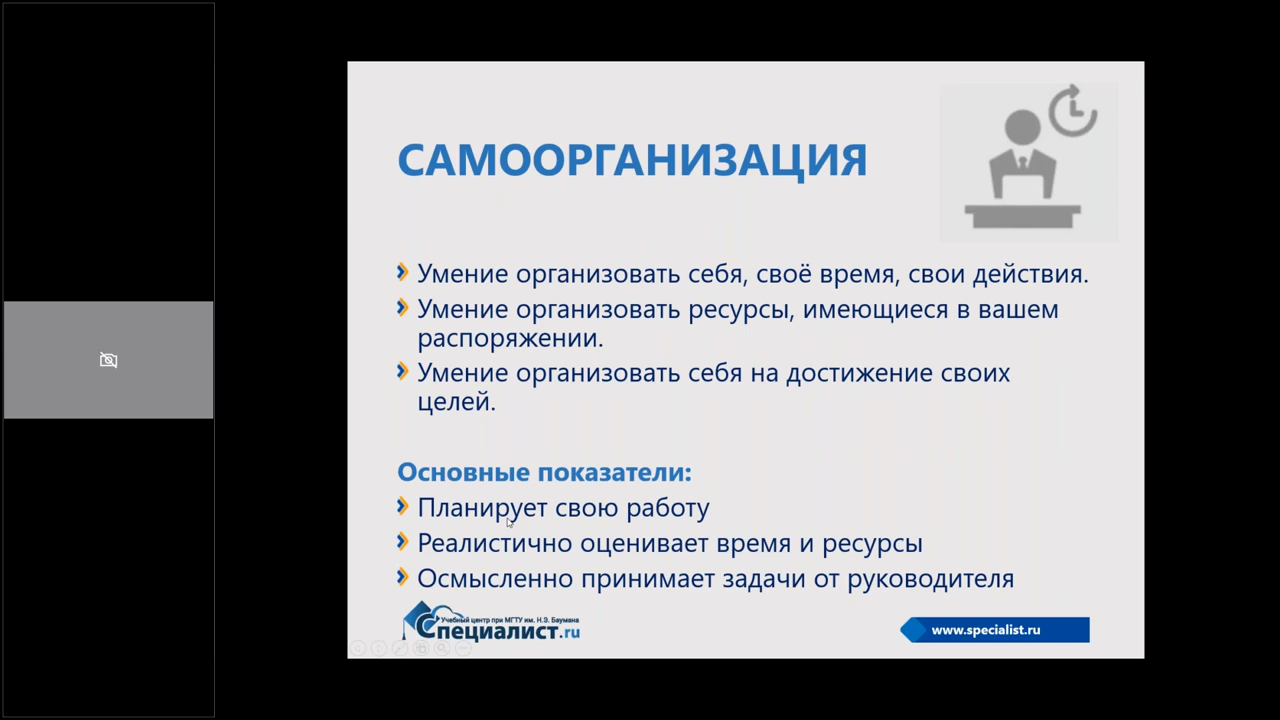 САМООРГАНИЗАЦИЯ
Умение организовать себя, своё время, свои действия.
Умение организовать ресурсы, имеющиеся в вашем
распоряжении.
Умение организовать себя на достижение своих
целей.
Основные показатели:
Планирует свою работу
Реалистично оценивает время и ресурсы
Осмысленно принимает задачи от руководителя
Учебный центр при МГТУ им. Н.Э. Баумана
Специалист.ru
www.specialist.ru